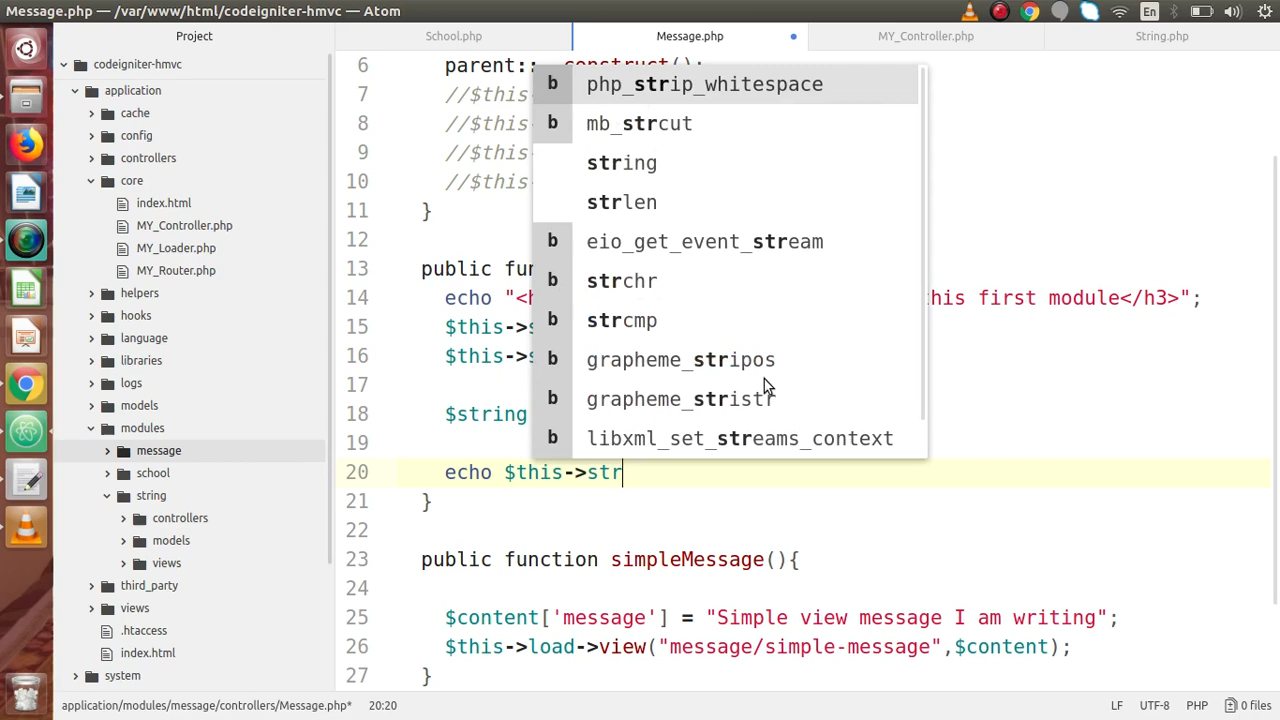 Message.php — /var/www/html/codeigniter-hmvc — Atom
En
Project
School.php
Message.php
MY_Controller.php
String.php
codeigniter-hmvc
application
cache
config
controllers
core
index.html
MY_Controller.php
MY_Loader.php
MY_Router.php
helpers
hooks
language
libraries
logs
models
modules
message
school
string
controllers
models
views
third_party
views
.htaccess
index.html
system
6 parent::__construct();
7 //$this-
8 //$this-
9 //$this-
10 //$this-
11 }
12
13 public fun
14 echo "<h this first module</h3>";
15 $this->s
16 $this->s
17
18 $string
19
20 echo $this->str
21 }
22
23 public function simpleMessage(){
24
25 $content['message'] = "Simple view message I am writing";
26 $this->load->view("message/simple-message",$content);
27 }
b php_strip_whitespace
b mb_strcut
string
strlen
b eio_get_event_stream
b strchr
b strcmp
b grapheme_stripos
b grapheme_stristr
b libxml_set_streams_context
application/modules/message/controllers/Message.php* 20:20
LF UTF-8 PHP 0 files